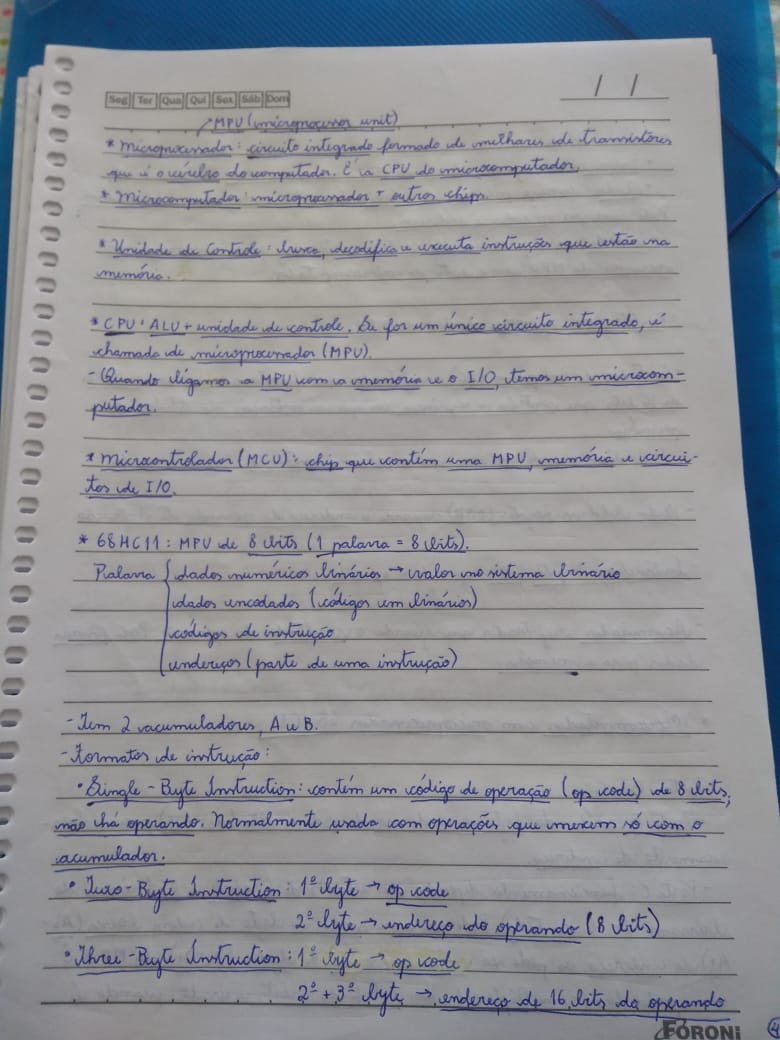 Seg Ter Qua Qui Sex Sáb Dom
/ /
MPU (microprocessor unit)
* Microprocessador: circuito integrado formado de milhares de transistores
que é o cérebro do computador. É a CPU do microcomputador.
* Microcomputador: microprocessador + outros chips.
* Unidade de Controle: busca, decodifica e executa instruções que estão na
memória.
* CPU: ALU + unidade de controle. Se for um único circuito integrado, é
chamado de microprocessador (MPU).
- Quando ligamos a MPU com a memória e o I/O, temos um microcom-
putador.
* Microcontrolador (MCU): chip que contém uma MPU, memória e circui-
tos de I/O.
* 68HC11: MPU de 8 bits (1 palavra = 8 bits).
Palavra { dados numéricos binários → valor no sistema binário
dados encodados (códigos em binários)
códigos de instrução
endereços (parte de uma instrução)
- Tem 2 acumuladores, A e B.
- Formatos de instrução:
• Single-Byte Instruction: contém um código de operação (op code) de 8 bits,
não há operando. Normalmente usada com operações que mexem só com o
acumulador.
• Two-Byte Instruction: 1º byte → op code
2º byte → endereço do operando (8 bits)
• Three-Byte Instruction: 1º byte → op code
2º + 3º byte → endereço de 16 bits do operando
FORONI